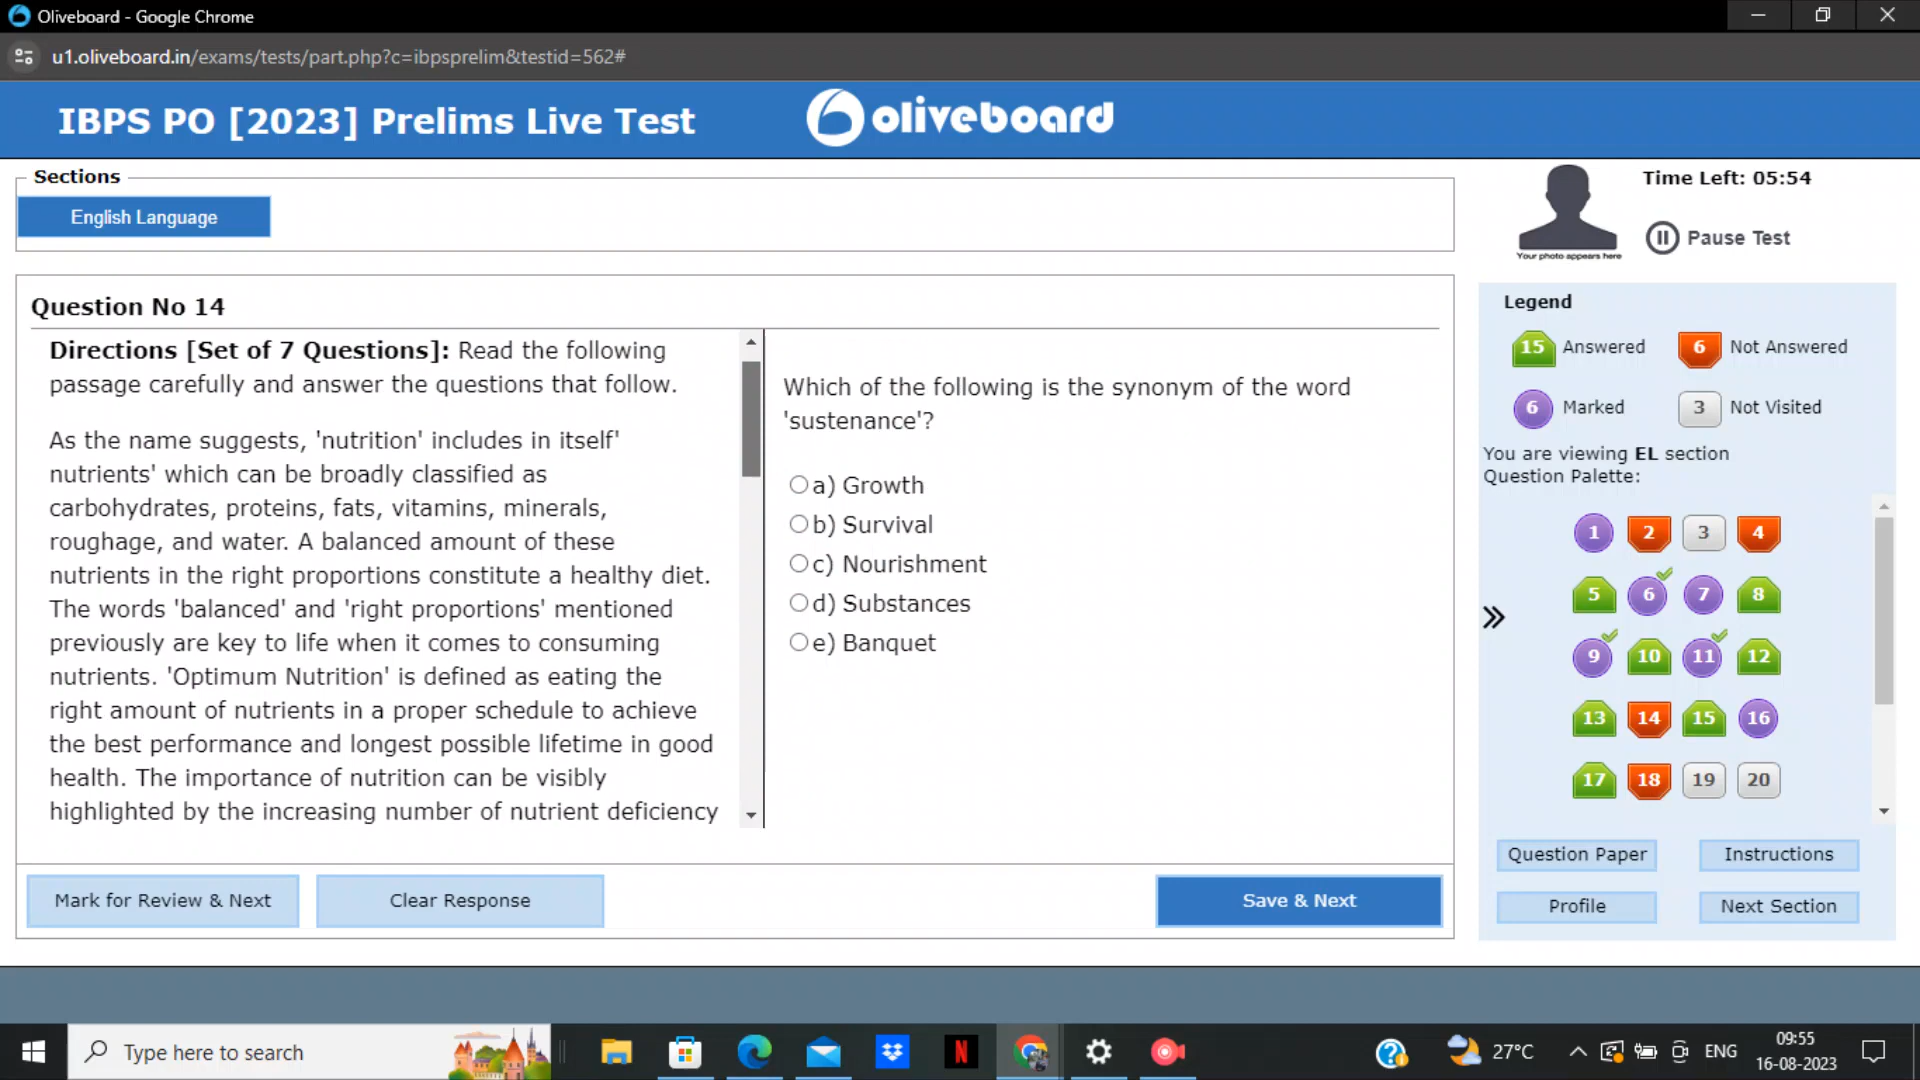 Oliveboard - Google Chrome
u1.oliveboard.in/exams/tests/part.php?c=ibpsprelim&testid=562#
IBPS PO [2023] Prelims Live Test
oliveboard
Sections
English Language
Your photo appears here
Time Left: 05:54
Pause Test
Question No 14
Directions [Set of 7 Questions]: Read the following
passage carefully and answer the questions that follow.
As the name suggests, 'nutrition' includes in itself'
nutrients' which can be broadly classified as
carbohydrates, proteins, fats, vitamins, minerals,
roughage, and water. A balanced amount of these
nutrients in the right proportions constitute a healthy diet.
The words 'balanced' and 'right proportions' mentioned
previously are key to life when it comes to consuming
nutrients. 'Optimum Nutrition' is defined as eating the
right amount of nutrients in a proper schedule to achieve
the best performance and longest possible lifetime in good
health. The importance of nutrition can be visibly
highlighted by the increasing number of nutrient deficiency
Which of the following is the synonym of the word
'sustenance'?
a) Growth
b) Survival
c) Nourishment
d) Substances
e) Banquet
Mark for Review & Next
Clear Response
Save & Next
Legend
15 Answered
6 Not Answered
6 Marked
3 Not Visited
You are viewing EL section
Question Palette:
1 2 3 4
5 6 7 8
9 10 11 12
13 14 15 16
17 18 19 20
Question Paper
Instructions
Profile
Next Section
Type here to search
N
27°C
ENG
09:55
16-08-2023